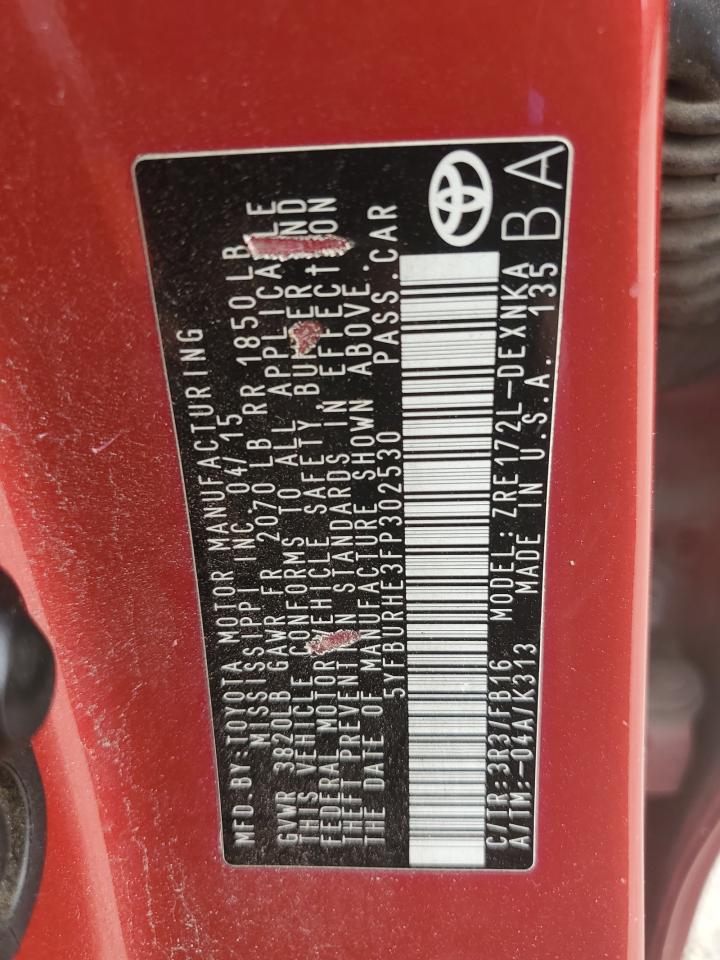 MFD BY: TOYOTA MOTOR MANUFACTURING
MISSISSIPPI INC. 04/15
GVWR 3820LB GAWR FR 2070 LB RR 1850 LB
THIS VEHICLE CONFORMS TO ALL APPLICABLE
FEDERAL MOTOR VEHICLE SAFETY BUMPER AND
THEFT PREVENTION STANDARDS IN EFFECT ON
THE DATE OF MANUFACTURE SHOWN ABOVE.
5YFBURHE3FP302530 PASS.CAR
C/TR:3R3/FB16 MODEL: ZRE172L-DEXNKA
A/TM:-04A/K313 MADE IN U.S.A. 135
BA